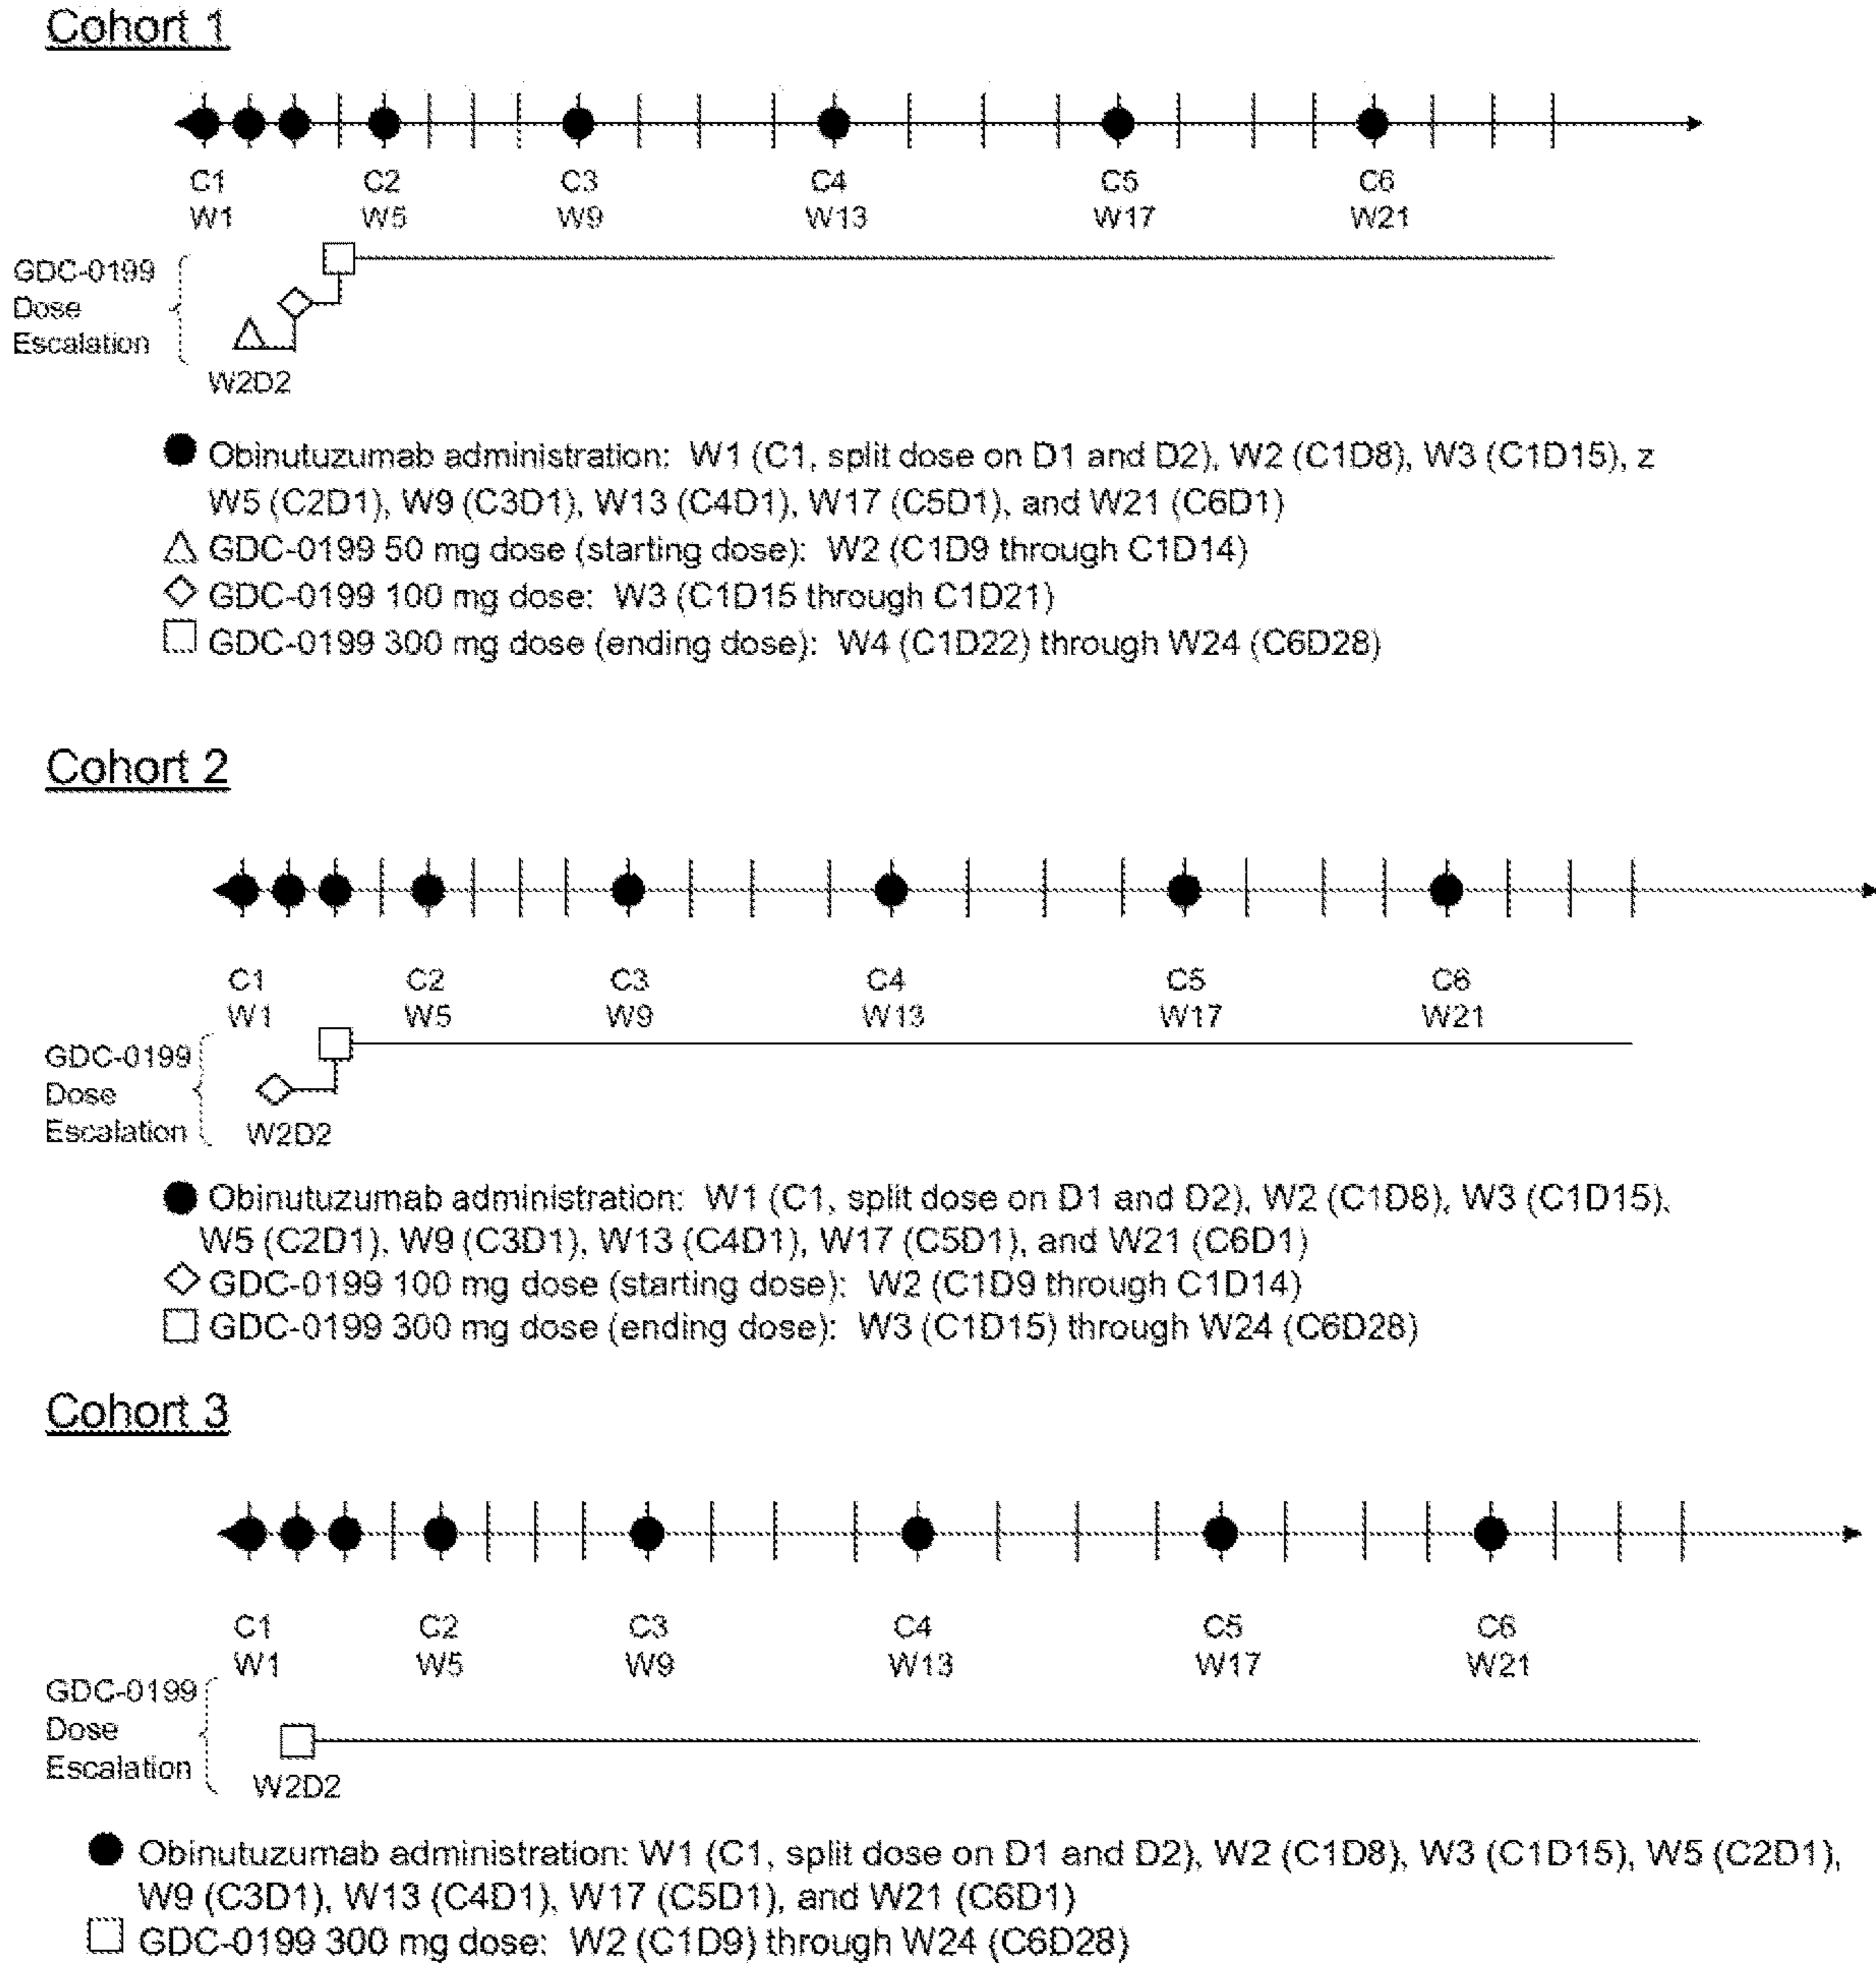 Cohort 1
C1 C2 C3 C4 C5 C6
W1 W5 W9 W13 W17 W21
GDC-0199
Dose
Escalation
W2D2
Obinutuzumab administration: W1 (C1, split dose on D1 and D2), W2 (C1D8), W3 (C1D15), z
W5 (C2D1), W9 (C3D1), W13 (C4D1), W17 (C5D1), and W21 (C6D1)
GDC-0199 50 mg dose (starting dose): W2 (C1D9 through C1D14)
GDC-0199 100 mg dose: W3 (C1D15 through C1D21)
GDC-0199 300 mg dose (ending dose): W4 (C1D22) through W24 (C6D28)
Cohort 2
C1 C2 C3 C4 C5 C6
W1 W5 W9 W13 W17 W21
GDC-0199
Dose
Escalation
W2D2
Obinutuzumab administration: W1 (C1, split dose on D1 and D2), W2 (C1D8), W3 (C1D15),
W5 (C2D1), W9 (C3D1), W13 (C4D1), W17 (C5D1), and W21 (C6D1)
GDC-0199 100 mg dose (starting dose): W2 (C1D9 through C1D14)
GDC-0199 300 mg dose (ending dose): W3 (C1D15) through W24 (C6D28)
Cohort 3
C1 C2 C3 C4 C5 C6
W1 W5 W9 W13 W17 W21
GDC-0199
Dose
Escalation
W2D2
Obinutuzumab administration: W1 (C1, split dose on D1 and D2), W2 (C1D8), W3 (C1D15), W5 (C2D1),
W9 (C3D1), W13 (C4D1), W17 (C5D1), and W21 (C6D1)
GDC-0199 300 mg dose: W2 (C1D9) through W24 (C6D28)